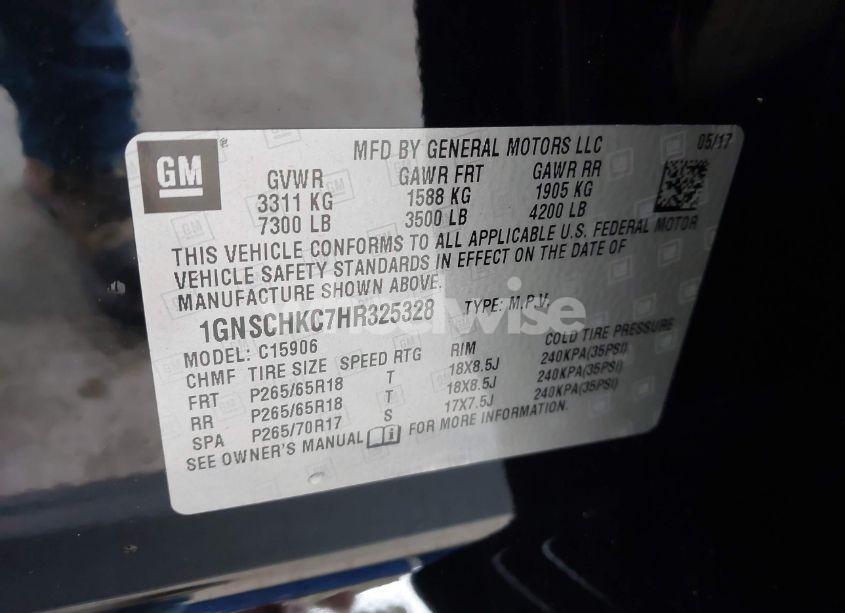 GM
®
MFD BY GENERAL MOTORS LLC 05/17
GVWR GAWR FRT GAWR RR
3311 KG 1588 KG 1905 KG
7300 LB 3500 LB 4200 LB
THIS VEHICLE CONFORMS TO ALL APPLICABLE U.S. FEDERAL MOTOR
VEHICLE SAFETY STANDARDS IN EFFECT ON THE DATE OF
MANUFACTURE SHOWN ABOVE.
1GNSCHKC7HR325328 TYPE: M.P.V.
MODEL: C15906
CHMF TIRE SIZE SPEED RTG RIM COLD TIRE PRESSURE
FRT P265/65R18 T 18X8.5J 240KPA(35PSI)
RR P265/65R18 T 18X8.5J 240KPA(35PSI)
SPA P265/70R17 S 17X7.5J 240KPA(35PSI)
SEE OWNER'S MANUAL FOR MORE INFORMATION.